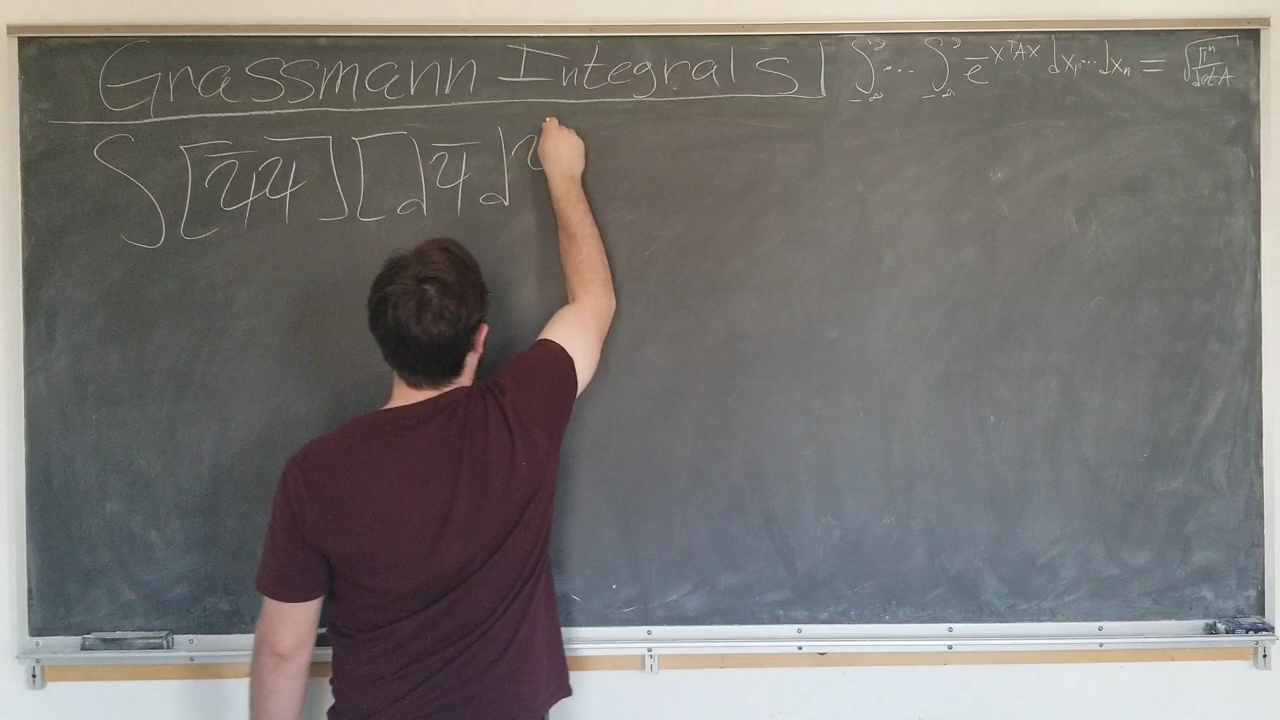 Grassmann Integrals
∫_{-∞}^{∞} ... ∫_{-∞}^{∞} e^{-x^T A x} dx_1...dx_n = √(π^n / det A)
∫ [ψ̄ψ] [dψ̄ dψ